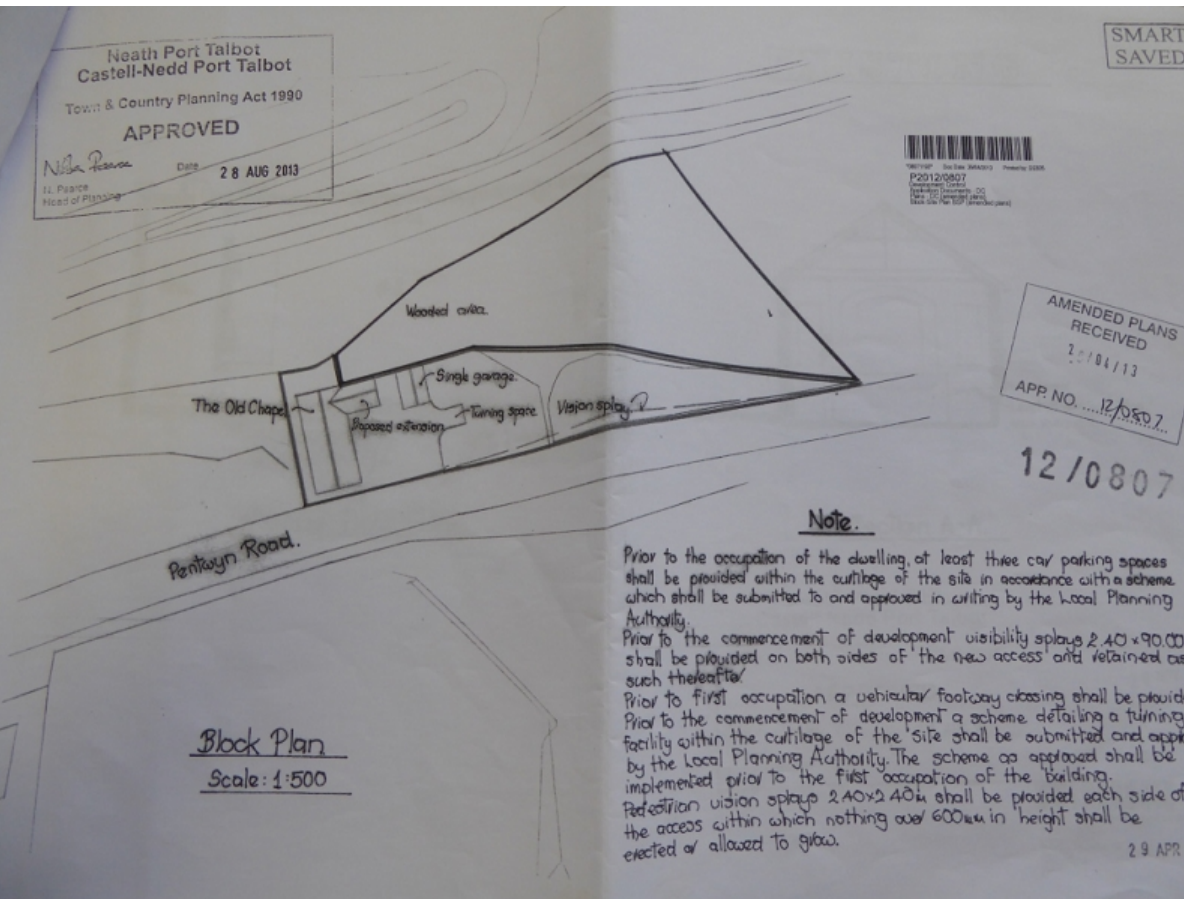 Neath Port Talbot
Castell-Nedd Port Talbot
Town & Country Planning Act 1990
APPROVED
Date 28 AUG 2013
N. Pearce
Head of Planning
SMART
SAVED
P2012/0807
Development Control
Application Documents - DC
Plans - DC (amended plans)
AMENDED PLANS
RECEIVED
APP. NO. .... 12/0807
12/0807
Wooded area
The Old Chapel
Single garage.
Turning space
Vision splay
Proposed extension
Pentwyn Road.
Block Plan
Scale: 1:500
Note.
Prior to the occupation of the dwelling, at least three car parking spaces
shall be provided within the curtilage of the site in accordance with a scheme
which shall be submitted to and approved in writing by the Local Planning
Authority.
Prior to the commencement of development visibility splays 2.40 x 90.00
shall be provided on both sides of the new access and retained as
such thereafter
Prior to first occupation a vehicular footway crossing shall be provid
Prior to the commencement of development a scheme detailing a turning
facility within the curtilage of the site shall be submitted and appr
by the Local Planning Authority. The scheme as approved shall be
implemented prior to the first occupation of the building.
Pedestrian vision splays 2.40x2.40m shall be provided each side of
the access within which nothing over 600mm in height shall be
erected or allowed to grow.
29 APR